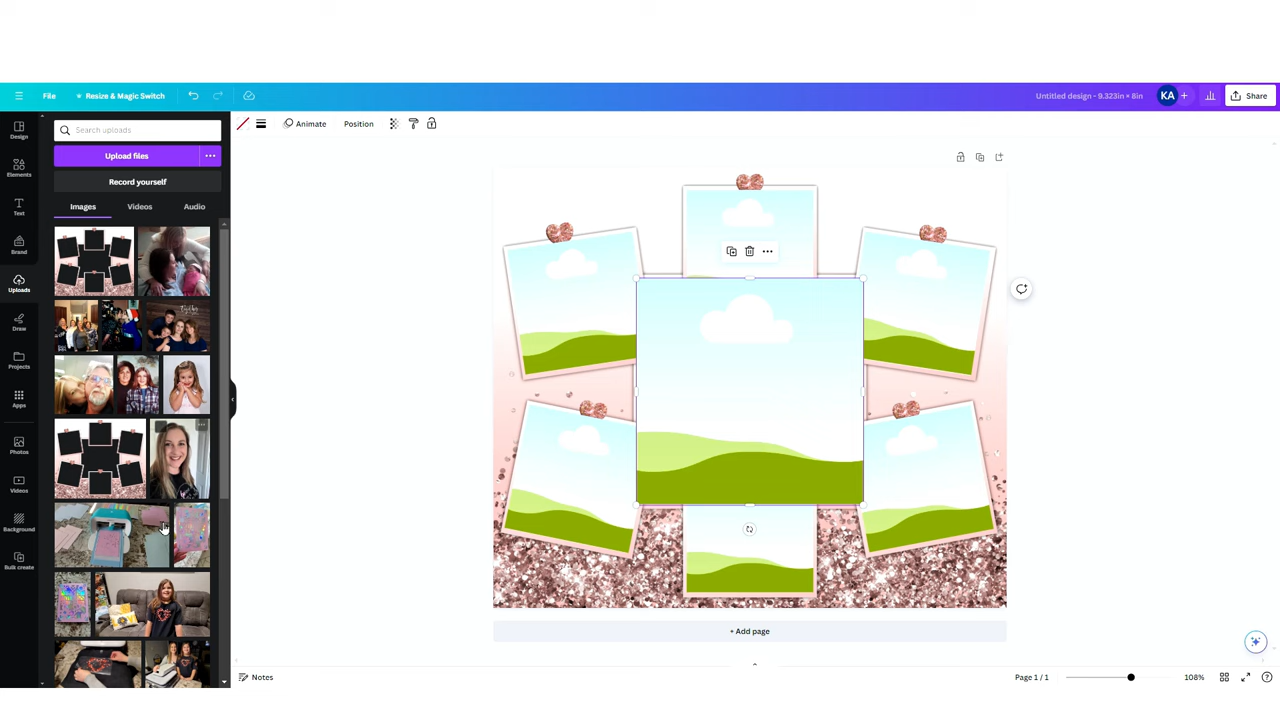 File
Resize & Magic Switch
Untitled design - 9.323in × 8in
KA
Share
Design
Elements
Text
Brand
Uploads
Draw
Projects
Apps
Photos
Videos
Background
Bulk create
Search uploads
Upload files
Record yourself
Images
Videos
Audio
Animate
Position
+ Add page
Notes
Page 1 / 1
108%